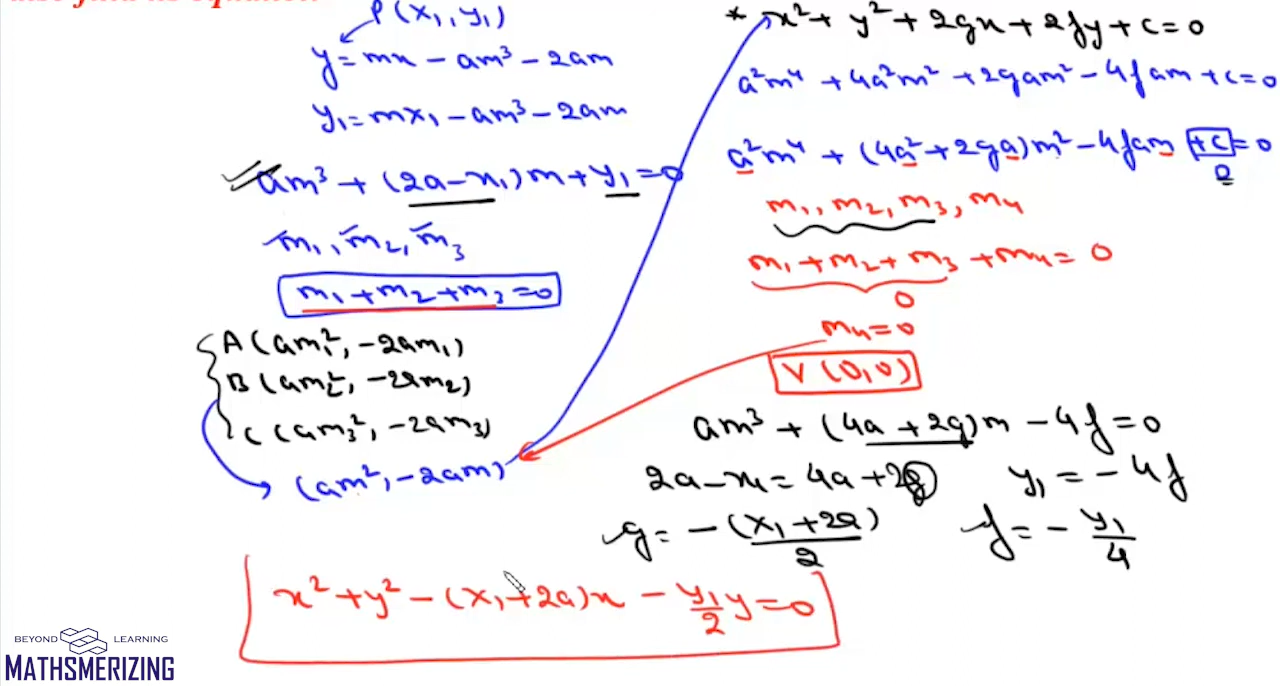 P(x₁, y₁)
y = mx - am³ - 2am
y₁ = mx₁ - am³ - 2am
am³ + (2a - x₁)m + y₁ = 0
m₁, m₂, m₃
m₁ + m₂ + m₃ = 0
A(am₁², -2am₁)
B(am₂², -2am₂)
C(am₃², -2am₃)
(am², -2am)
* x² + y² + 2gx + 2fy + c = 0
a²m⁴ + 4a²m² + 2gam² - 4fam + c = 0
a²m⁴ + (4a² + 2ga)m² - 4fam + c = 0
0
m₁, m₂, m₃, m₄
m₁ + m₂ + m₃ + m₄ = 0
0
m₄ = 0
V(0,0)
am³ + (4a + 2g)m - 4f = 0
2a - x₁ = 4a + 2g y₁ = -4f
g = -(x₁ + 2a)/2 f = -y₁/4
x² + y² - (x₁ + 2a)x - y₁/2 y = 0
BEYOND LEARNING
MATHSMERIZING